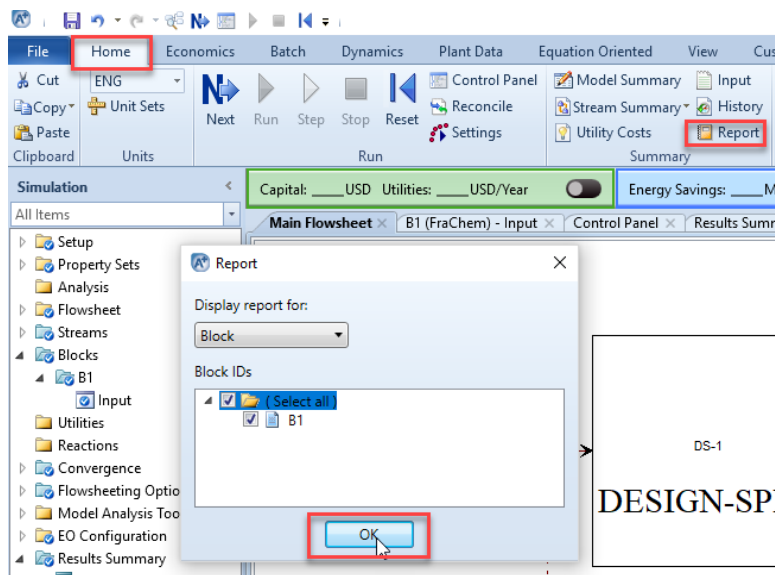 File Home Economics Batch Dynamics Plant Data Equation Oriented View Cus
Cut ENG Control Panel Model Summary Input
Copy Unit Sets Next Run Step Stop Reset Reconcile Stream Summary History
Paste Settings Utility Costs Report
Clipboard Units Run Summary
Simulation < Capital: ____USD Utilities: ____USD/Year Energy Savings: ____M
All Items Main Flowsheet B1 (FraChem) - Input Control Panel Results Summ
Setup
Property Sets
Analysis
Flowsheet
Streams
Blocks
B1
Input
Utilities
Reactions
Convergence
Flowsheeting Optio
Model Analysis Too
EO Configuration
Results Summary
Report
Display report for:
Block
Block IDs
( Select all )
B1
OK
DS-1
DESIGN-SP